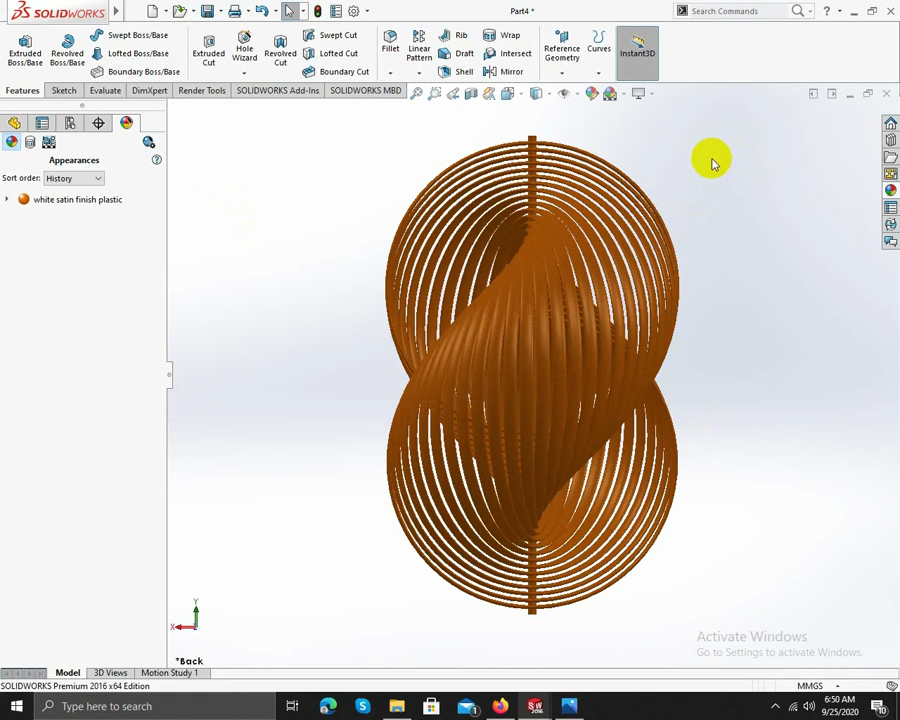 SOLIDWORKS
Part4 *
Search Commands
Extruded Boss/Base
Revolved Boss/Base
Swept Boss/Base
Lofted Boss/Base
Boundary Boss/Base
Extruded Cut
Hole Wizard
Revolved Cut
Swept Cut
Lofted Cut
Boundary Cut
Fillet
Linear Pattern
Rib
Draft
Shell
Wrap
Intersect
Mirror
Reference Geometry
Curves
Instant3D
Features
Sketch
Evaluate
DimXpert
Render Tools
SOLIDWORKS Add-Ins
SOLIDWORKS MBD
Appearances
Sort order:
History
white satin finish plastic
Y
X
*Back
Activate Windows
Go to Settings to activate Windows.
Model
3D Views
Motion Study 1
SOLIDWORKS Premium 2016 x64 Edition
MMGS
Type here to search
6:50 AM
9/25/2020